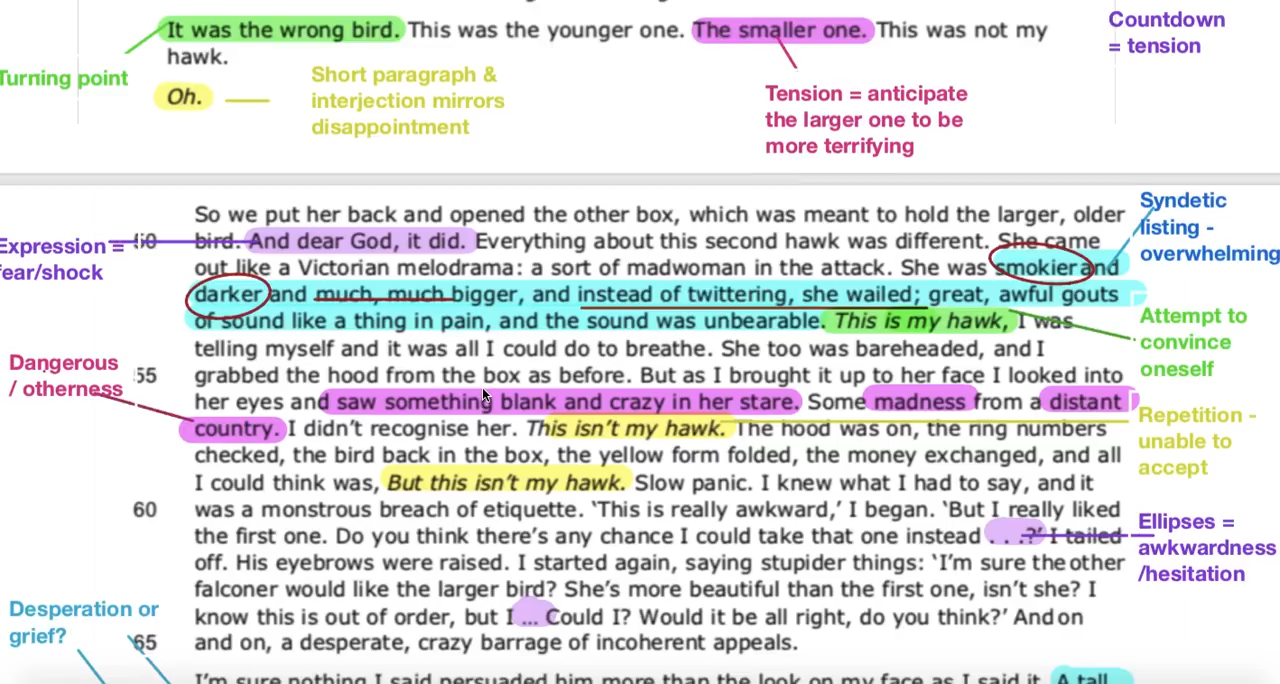 It was the wrong bird. This was the younger one. The smaller one. This was not my
hawk.
Oh.
Turning point
Short paragraph &
interjection mirrors
disappointment
Tension = anticipate
the larger one to be
more terrifying
Countdown
= tension
So we put her back and opened the other box, which was meant to hold the larger, older
50 bird. And dear God, it did. Everything about this second hawk was different. She came
out like a Victorian melodrama: a sort of madwoman in the attack. She was smokier and
darker and much, much bigger, and instead of twittering, she wailed; great, awful gouts
of sound like a thing in pain, and the sound was unbearable. This is my hawk, I was
telling myself and it was all I could do to breathe. She too was bareheaded, and I
55 grabbed the hood from the box as before. But as I brought it up to her face I looked into
her eyes and saw something blank and crazy in her stare. Some madness from a distant
country. I didn't recognise her. This isn't my hawk. The hood was on, the ring numbers
checked, the bird back in the box, the yellow form folded, the money exchanged, and all
I could think was, But this isn't my hawk. Slow panic. I knew what I had to say, and it
60 was a monstrous breach of etiquette. 'This is really awkward,' I began. 'But I really liked
the first one. Do you think there's any chance I could take that one instead . . .?' I tailed
off. His eyebrows were raised. I started again, saying stupider things: 'I'm sure the other
falconer would like the larger bird? She's more beautiful than the first one, isn't she? I
know this is out of order, but I ... Could I? Would it be all right, do you think?' And on
65 and on, a desperate, crazy barrage of incoherent appeals.
I'm sure nothing I said persuaded him more than the look on my face as I said it. A tall
Expression =
fear/shock
Dangerous
/ otherness
Desperation or
grief?
Syndetic
listing -
overwhelming
Attempt to
convince
oneself
Repetition -
unable to
accept
Ellipses =
awkwardness
/hesitation